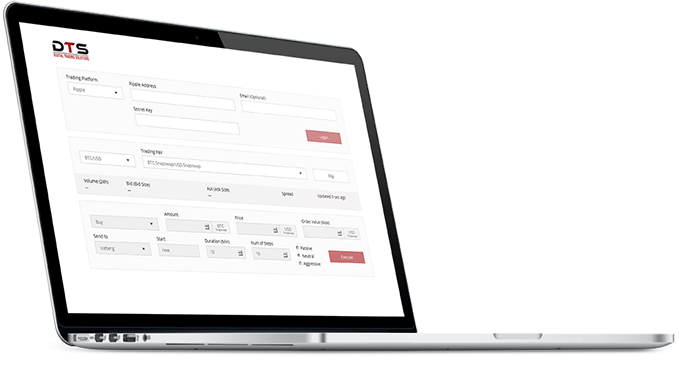 DTS
DIGITAL TRADING SOLUTIONS
Trading Platform
Ripple
Ripple Address
Email (Optional)
Secret Key
Login
Trading Pair
BTC/USD
BTC.Snapswap/USD.Snapswap
Flip
Volume (24h)
Bid (Bid Size)
Ask (Ask Size)
Spread
Updated 0 sec ago
--
--
--
Amount
Price
Order Value (Max)
Buy
BTC
USD
USD
Send to
Start
Duration (Min)
Num of Steps
Iceberg
now
10
10
Passive
Neutral
Aggressive
Execute